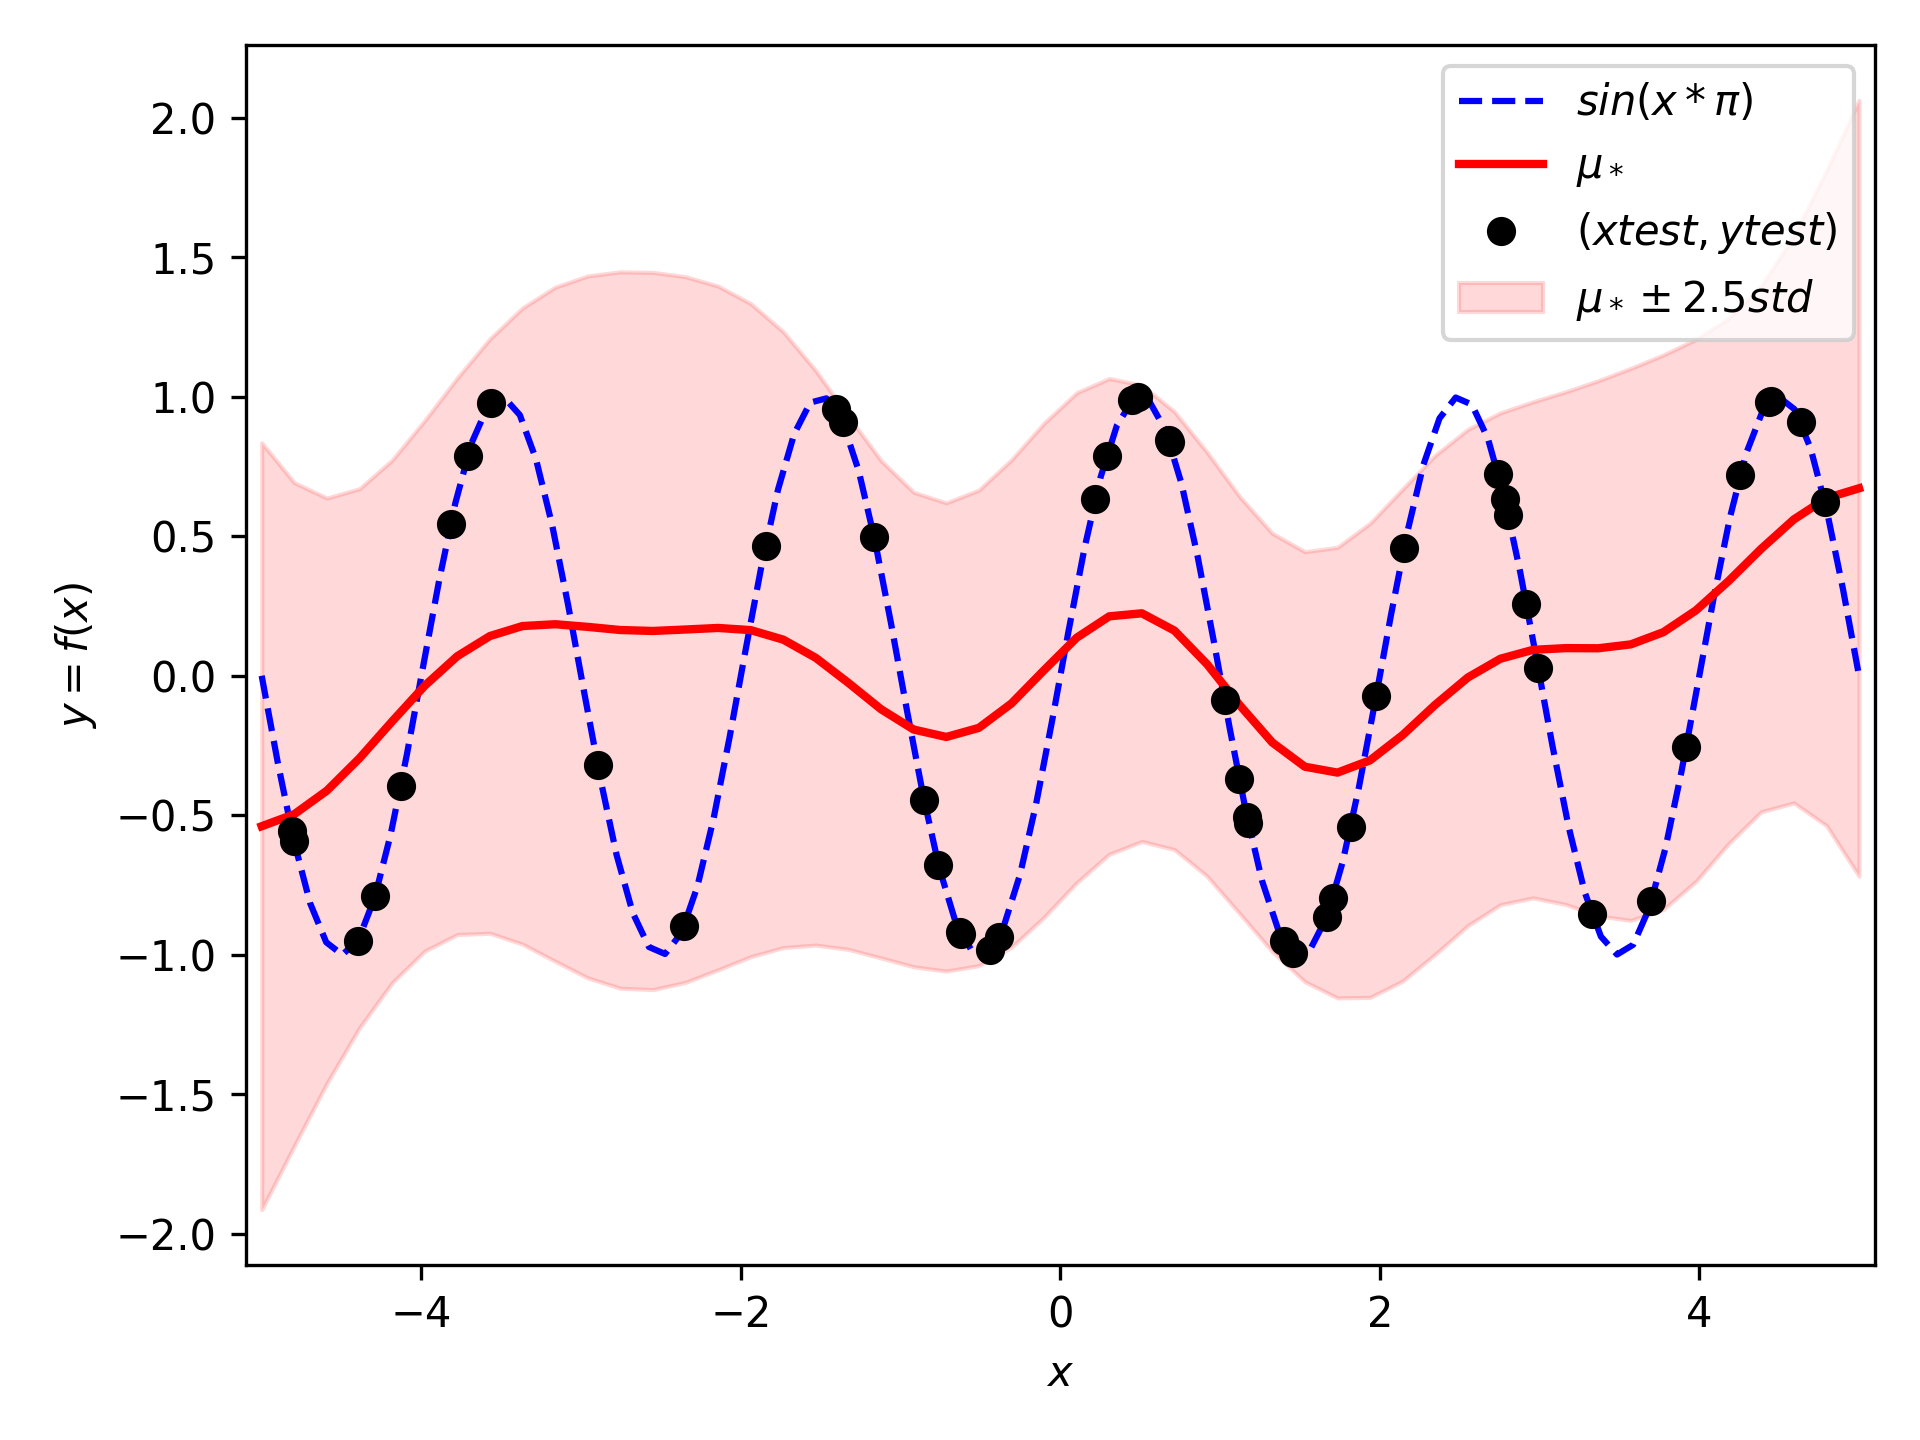 2.0
1.5
1.0
0.5
0.0
−0.5
−1.0
−1.5
−2.0
y = f(x)
sin(x * π)
μ*
(xtest, ytest)
μ* ± 2.5std
−4 −2 0 2 4
x